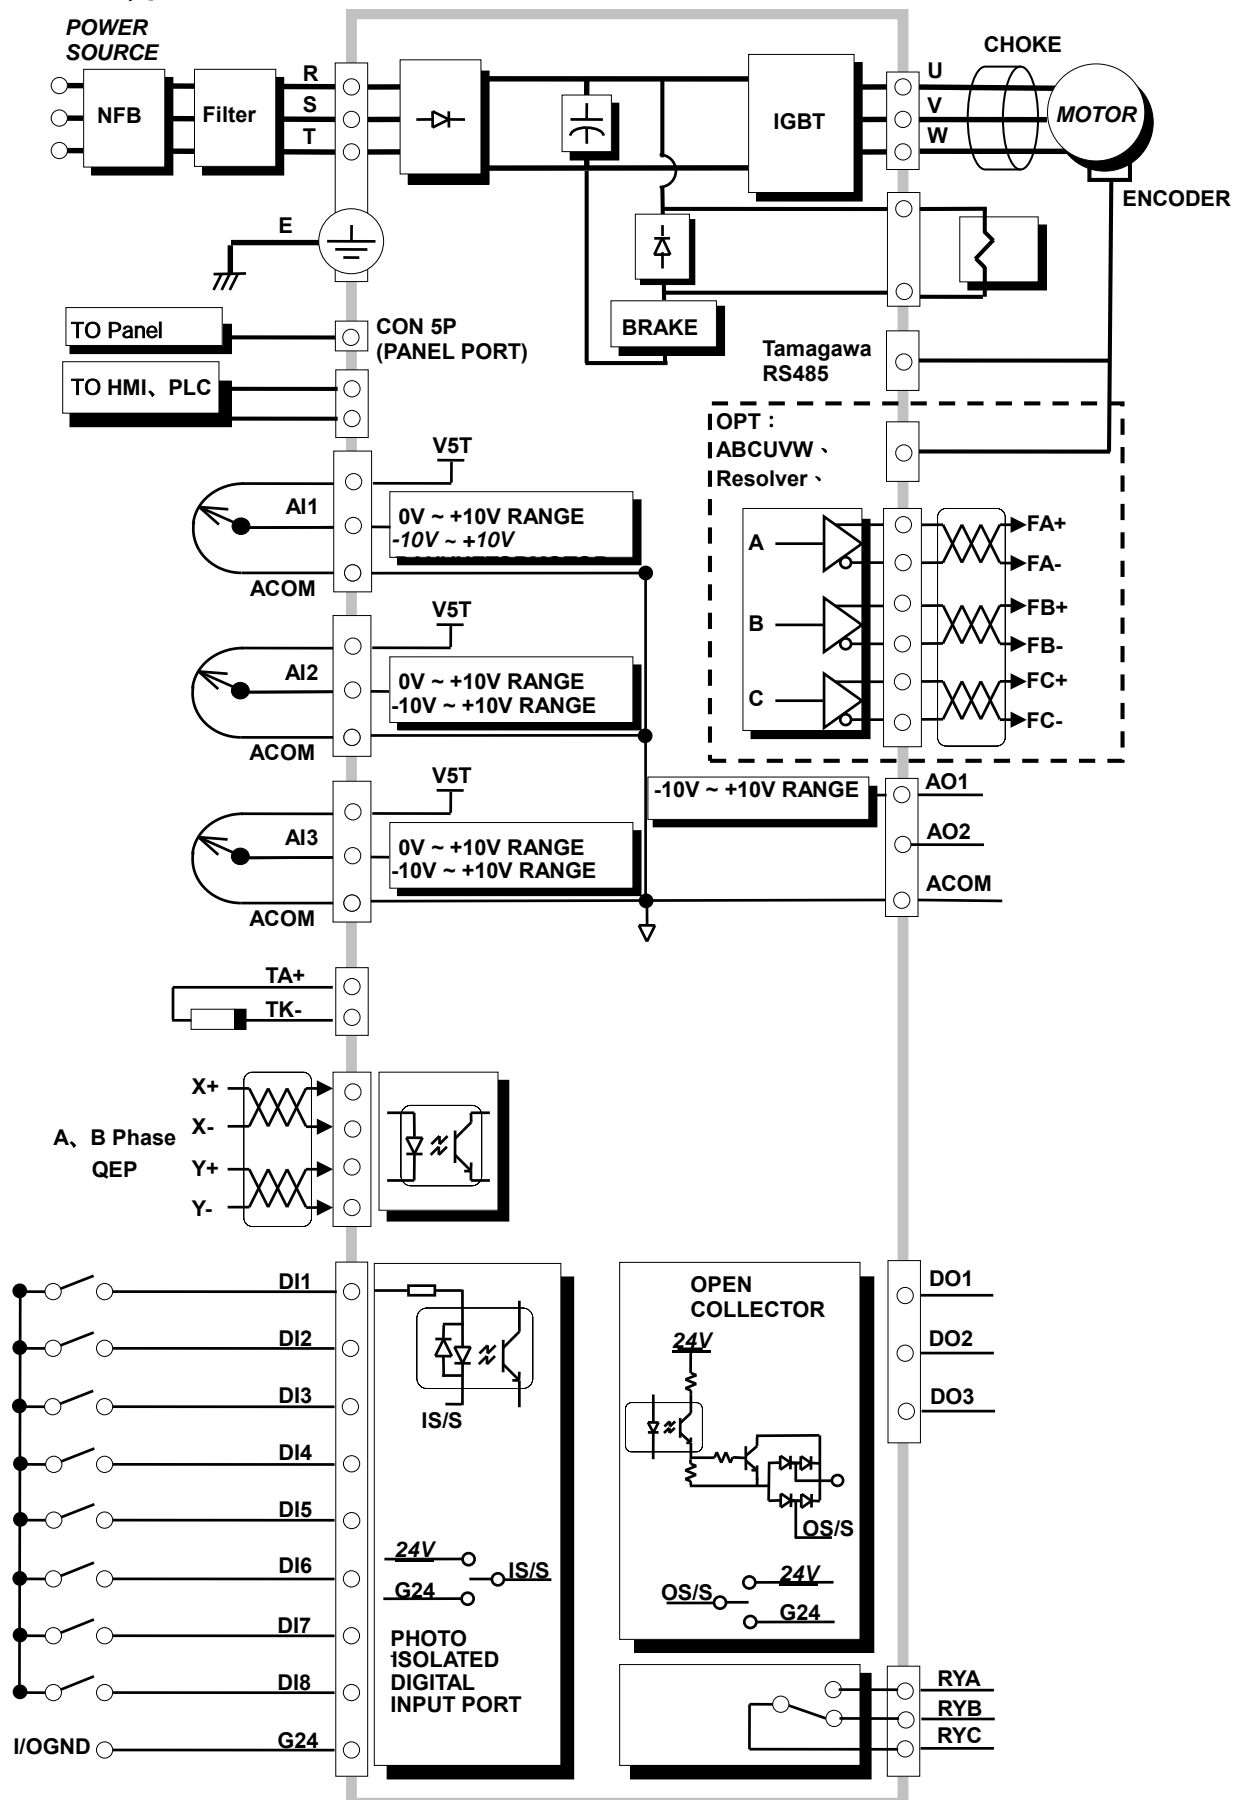 POWER
SOURCE
NFB
Filter
R
S
T
IGBT
U
V
W
CHOKE
MOTOR
ENCODER
E
TO Panel
CON 5P
(PANEL PORT)
TO HMI、PLC
BRAKE
Tamagawa
RS485
OPT：
ABCUVW、
Resolver、
V5T
AI1
0V ~ +10V RANGE
-10V ~ +10V
ACOM
A
FA+
FA-
B
FB+
FB-
C
FC+
FC-
V5T
AI2
0V ~ +10V RANGE
-10V ~ +10V RANGE
ACOM
V5T
AI3
0V ~ +10V RANGE
-10V ~ +10V RANGE
ACOM
-10V ~ +10V RANGE
AO1
AO2
ACOM
TA+
TK-
X+
X-
A、B Phase
QEP
Y+
Y-
DI1
DI2
DI3
DI4
DI5
DI6
DI7
DI8
I/OGND
G24
IS/S
24V
IS/S
G24
PHOTO
ISOLATED
DIGITAL
INPUT PORT
OPEN
COLLECTOR
24V
OS/S
24V
OS/S
G24
DO1
DO2
DO3
RYA
RYB
RYC